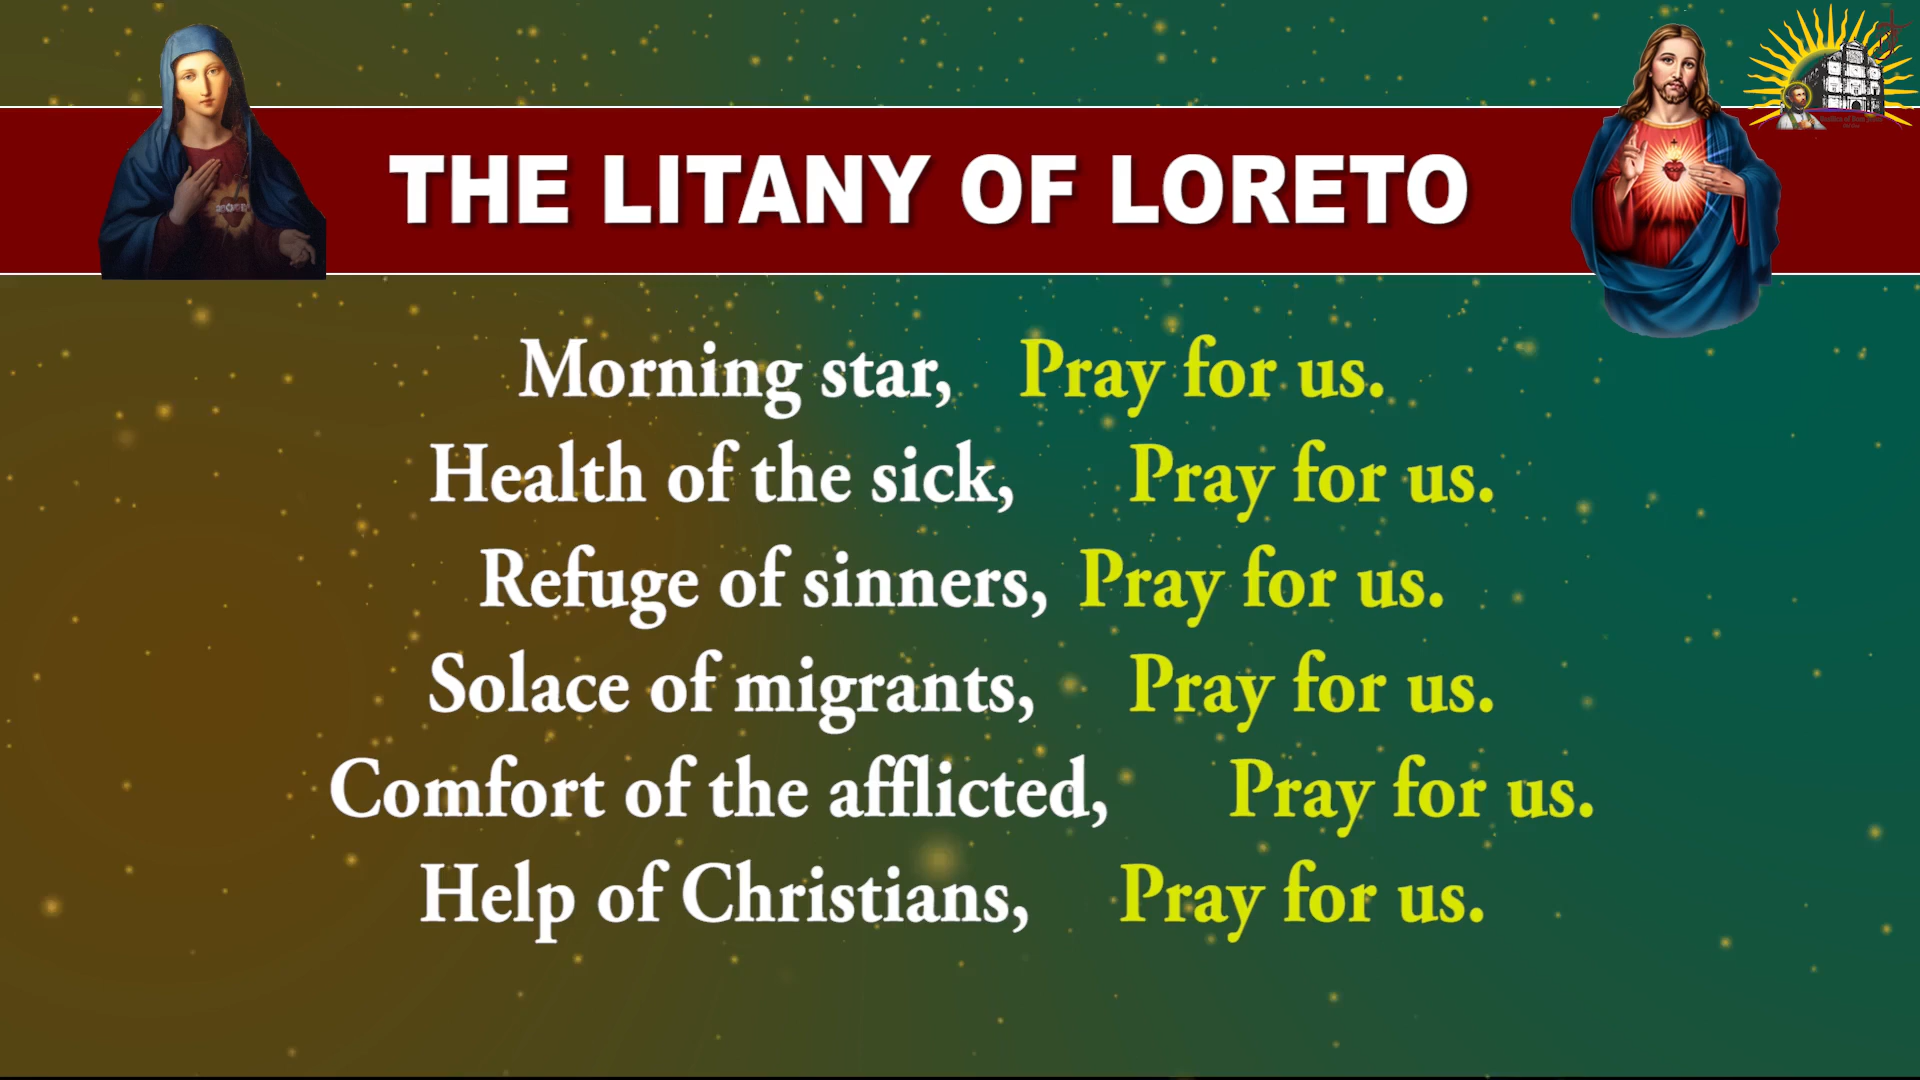 THE LITANY OF LORETO
Morning star, Pray for us.
Health of the sick, Pray for us.
Refuge of sinners, Pray for us.
Solace of migrants, Pray for us.
Comfort of the afflicted, Pray for us.
Help of Christians, Pray for us.